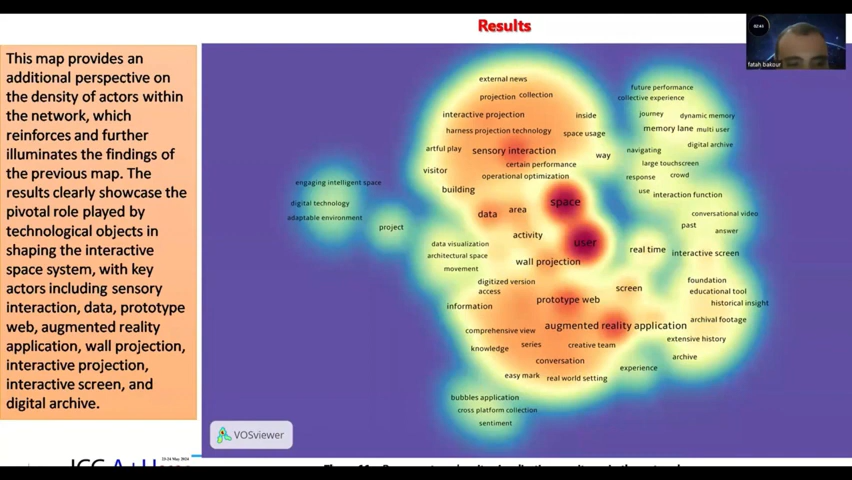 Results
02:43
fatah bakour
This map provides an
additional perspective on
the density of actors within
the network, which
reinforces and further
illuminates the findings of
the previous map. The
results clearly showcase the
pivotal role played by
technological objects in
shaping the interactive
space system, with key
actors including sensory
interaction, data, prototype
web, augmented reality
application, wall projection,
interactive projection,
interactive screen, and
digital archive.
external news
projection collection
interactive projection
inside
harness projection technology
space usage
artful play
sensory interaction
way
certain performance
visitor
operational optimization
building
future performance
collective experience
journey
dynamic memory
memory lane
multi user
digital archive
navigating
large touchscreen
response
crowd
use
interaction function
engaging intelligent space
digital technology
adaptable environment
project
space
data
area
activity
user
conversational video
past
answer
data visualization
architectural space
movement
wall projection
real time
interactive screen
digitized version
access
screen
foundation
educational tool
historical insight
information
prototype web
augmented reality application
archival footage
extensive history
comprehensive view
series
creative team
knowledge
conversation
archive
easy mark
real world setting
experience
bubbles application
cross platform collection
sentiment
VOSviewer
23-24 May, 2024